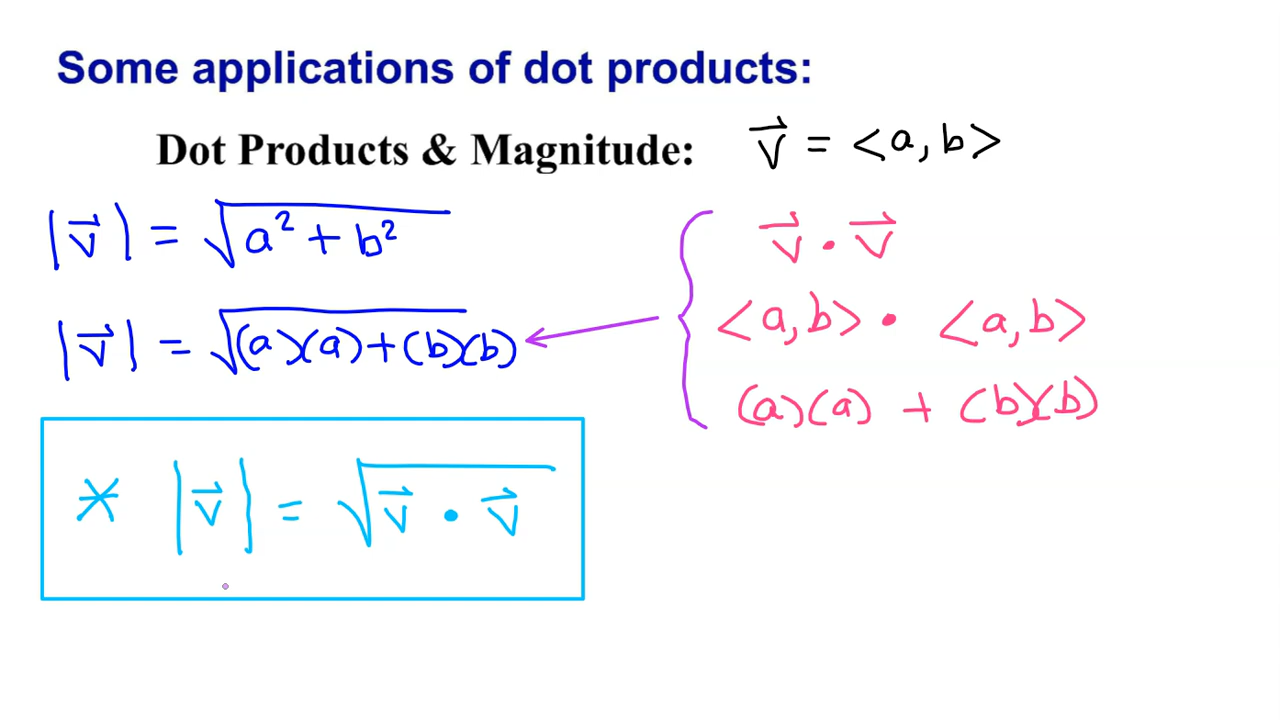 Some applications of dot products:
Dot Products & Magnitude: v⃗ = <a, b>
|v⃗| = √(a² + b²)
v⃗ • v⃗
<a, b> • <a, b>
|v⃗| = √((a)(a) + (b)(b))
(a)(a) + (b)(b)
* |v⃗| = √(v⃗ • v⃗)